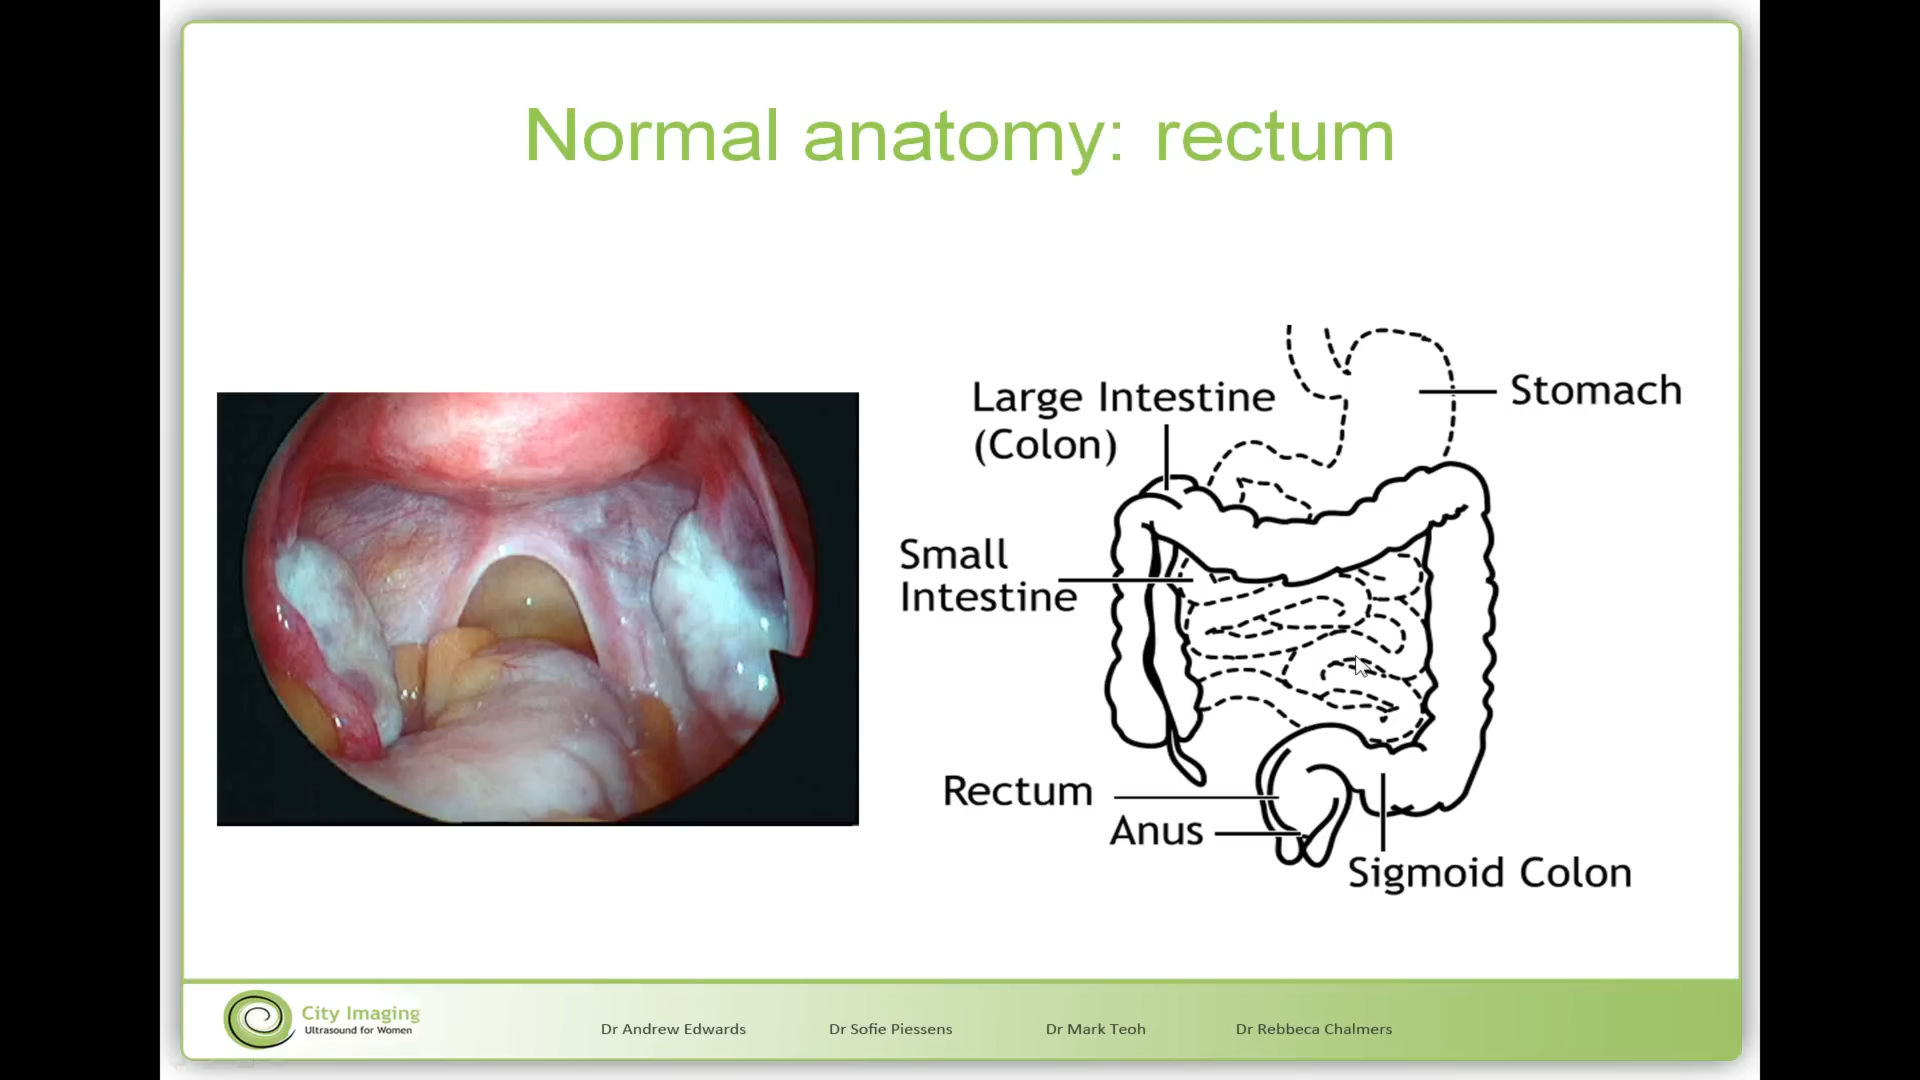 Normal anatomy: rectum
Large Intestine
(Colon)
Stomach
Small
Intestine
Rectum
Anus
Sigmoid Colon
City Imaging
Ultrasound for Women
Dr Andrew Edwards
Dr Sofie Piessens
Dr Mark Teoh
Dr Rebbeca Chalmers